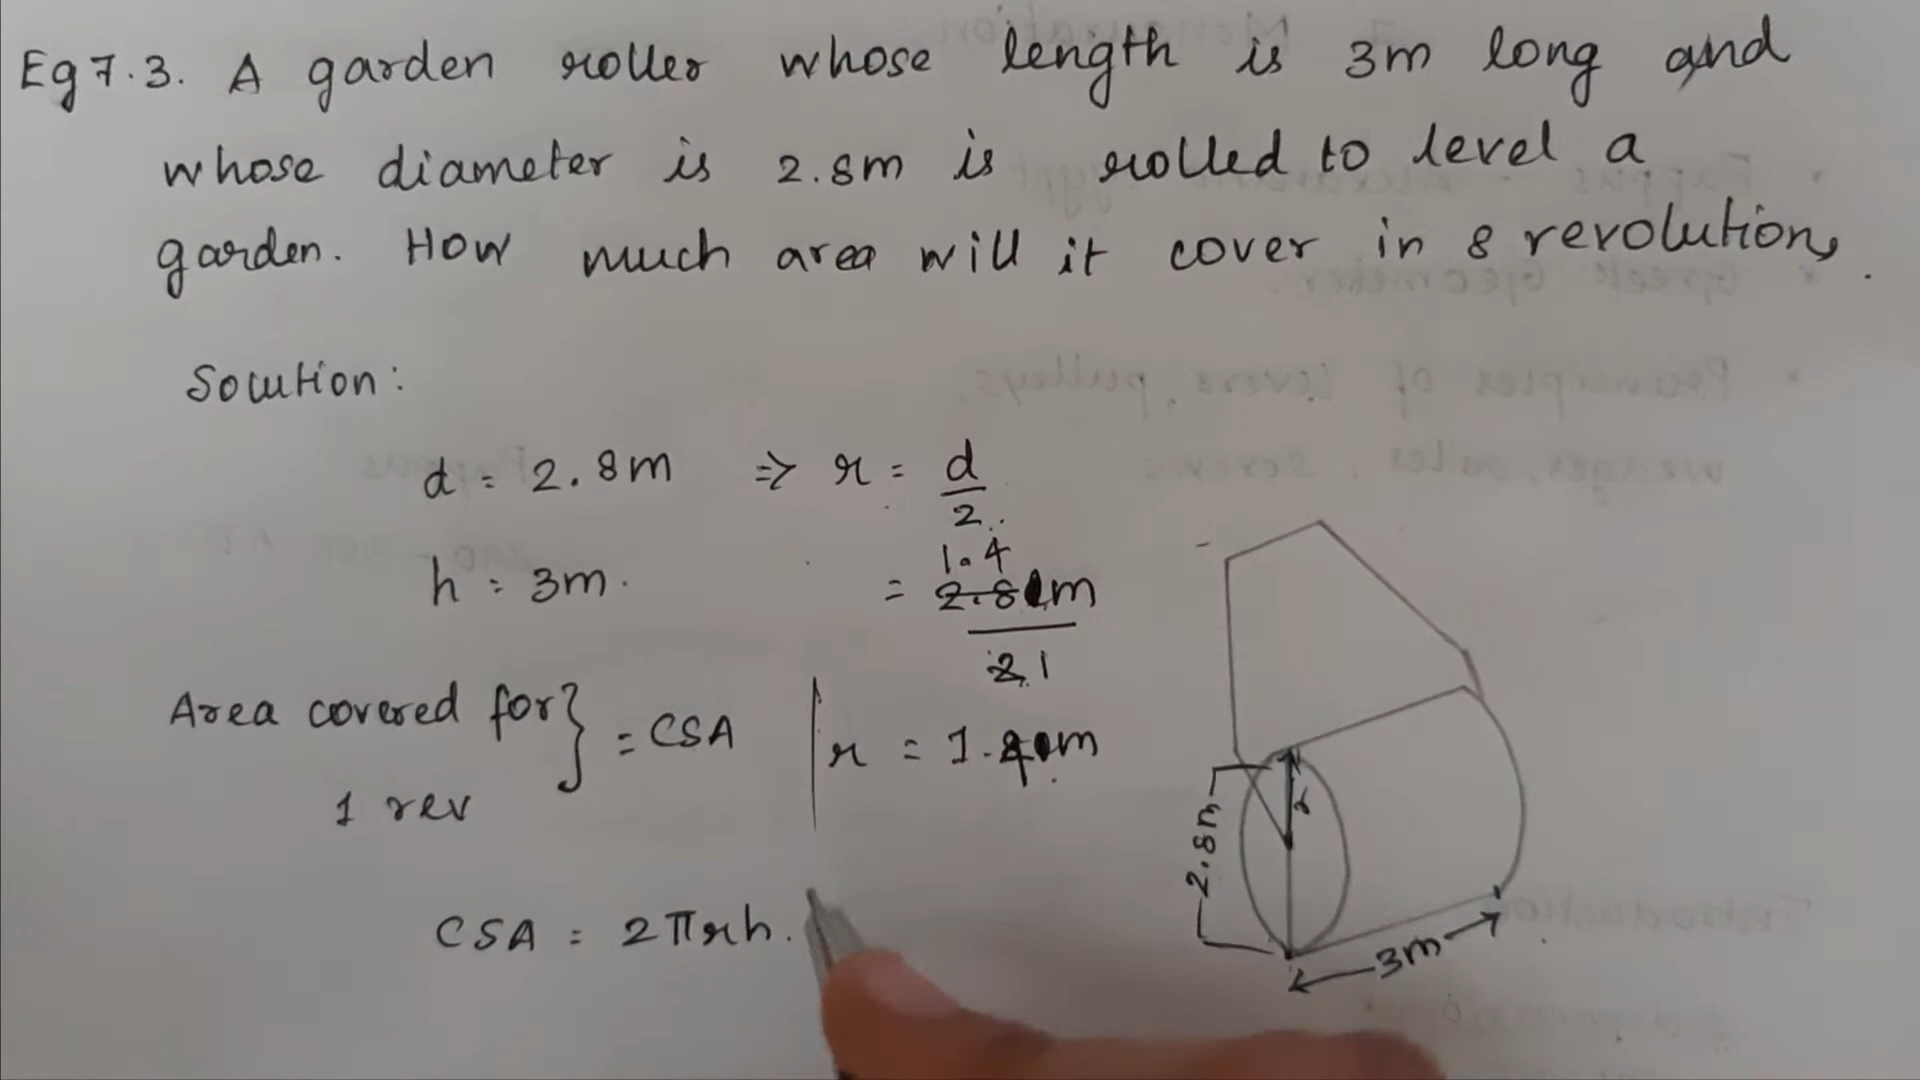 Eg 7.3. A garden roller whose length is 3m long and
whose diameter is 2.8m is rolled to level a
garden. How much area will it cover in 8 revolutions.
Solution:
d = 2.8m ⇒ r = d/2
h = 3m.
1.4
= 2.8m
21
Area covered for } = CSA
1 rev
r = 1.4m
CSA = 2πrh.
r
2.8m
3m